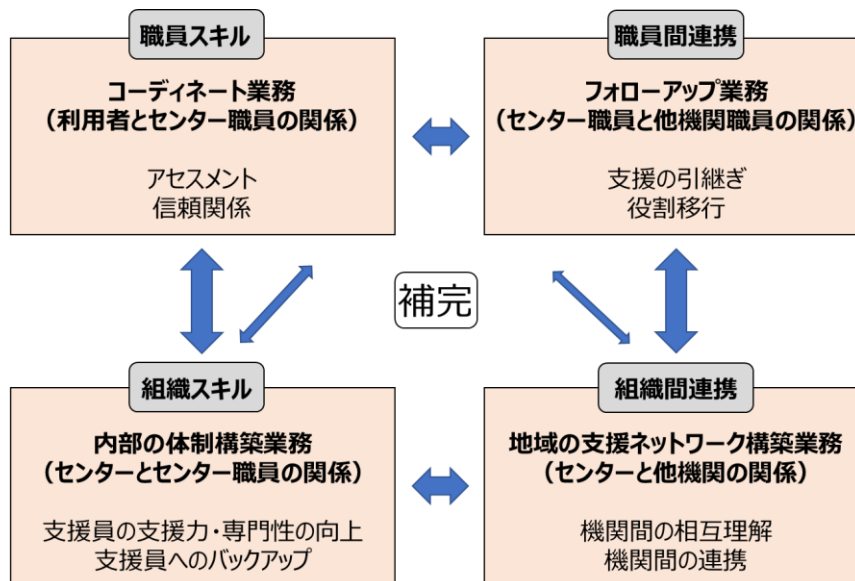 職員スキル
コーディネート業務
（利用者とセンター職員の関係）
アセスメント
信頼関係
職員間連携
フォローアップ業務
（センター職員と他機関職員の関係）
支援の引継ぎ
役割移行
補完
組織スキル
内部の体制構築業務
（センターとセンター職員の関係）
支援員の支援力・専門性の向上
支援員へのバックアップ
組織間連携
地域の支援ネットワーク構築業務
（センターと他機関の関係）
機関間の相互理解
機関間の連携